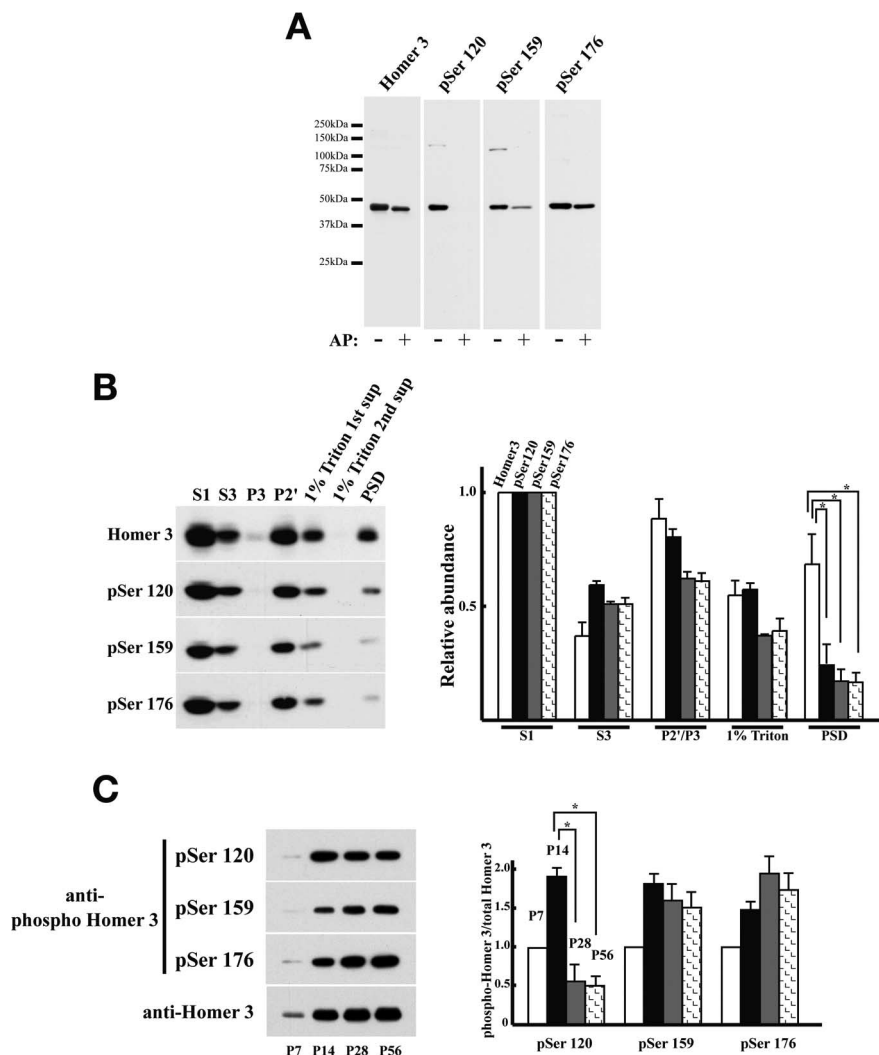 A
Homer 3
pSer 120
pSer 159
pSer 176
250kDa
150kDa
100kDa
75kDa
50kDa
37kDa
25kDa
AP: - + - + - + - +
B
S1 S3 P3 P2' 1% Triton 1st sup 1% Triton 2nd sup PSD
Homer 3
pSer 120
pSer 159
pSer 176
Homer3
pSer120
pSer159
pSer176
Relative abundance
1.0
0.5
* * *
S1 S3 P2'/P3 1% Triton PSD
C
anti-
phospho Homer 3
pSer 120
pSer 159
pSer 176
anti-Homer 3
P7 P14 P28 P56
phospho-Homer 3/total Homer 3
2.0
1.5
1.0
0.5
0
*
*
P14
P7
P28
P56
pSer 120 pSer 159 pSer 176